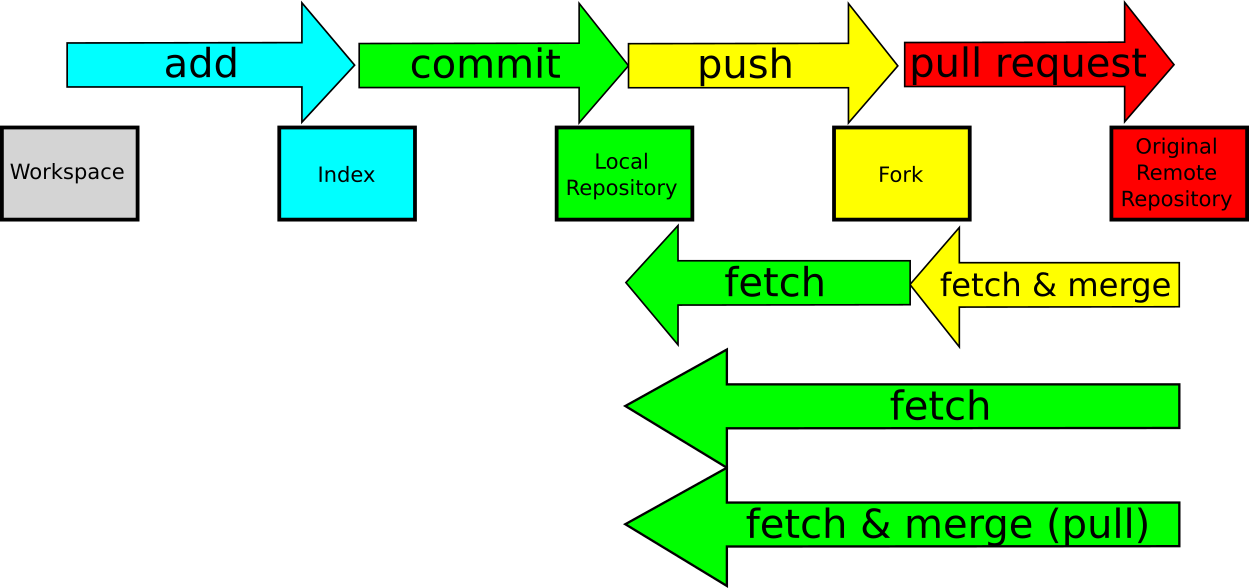 add
commit
push
pull request
Workspace
Index
Local
Repository
Fork
Original
Remote
Repository
fetch
fetch & merge
fetch
fetch & merge (pull)